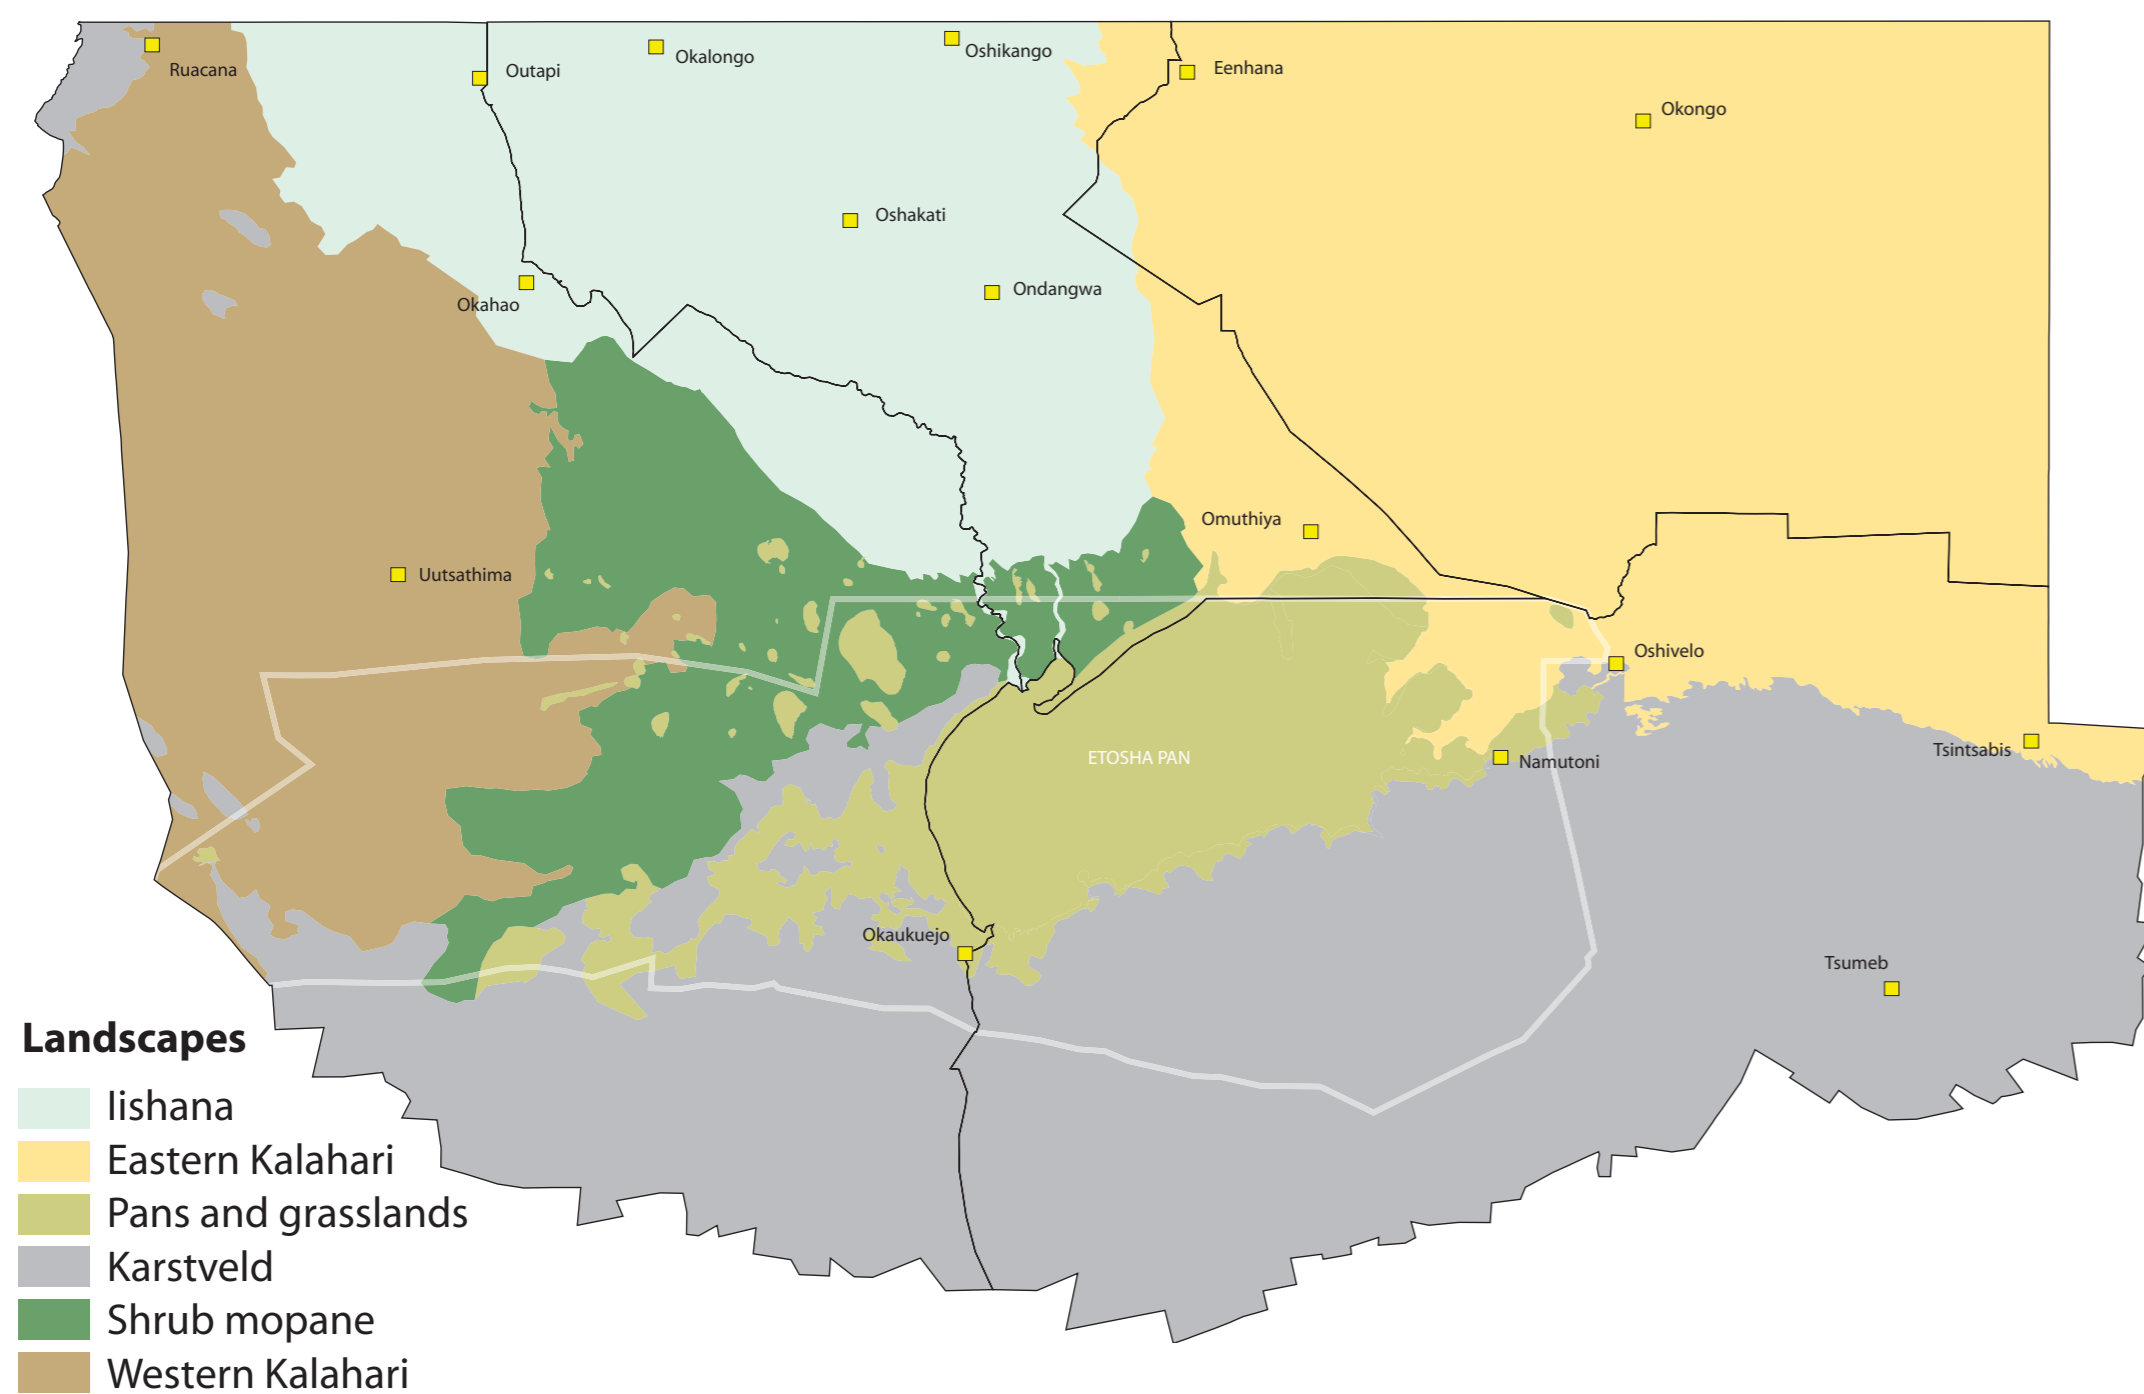 Oshikango
Okalongo
Ruacana
Outapi
Eenhana
Okongo
Oshakati
Ondangwa
Okahao
Omuthiya
Uutsathima
Oshivelo
Tsintsabis
ETOSHA PAN
Namutoni
Okaukuejo
Tsumeb
Landscapes
Iishana
Eastern Kalahari
Pans and grasslands
Karstveld
Shrub mopane
Western Kalahari